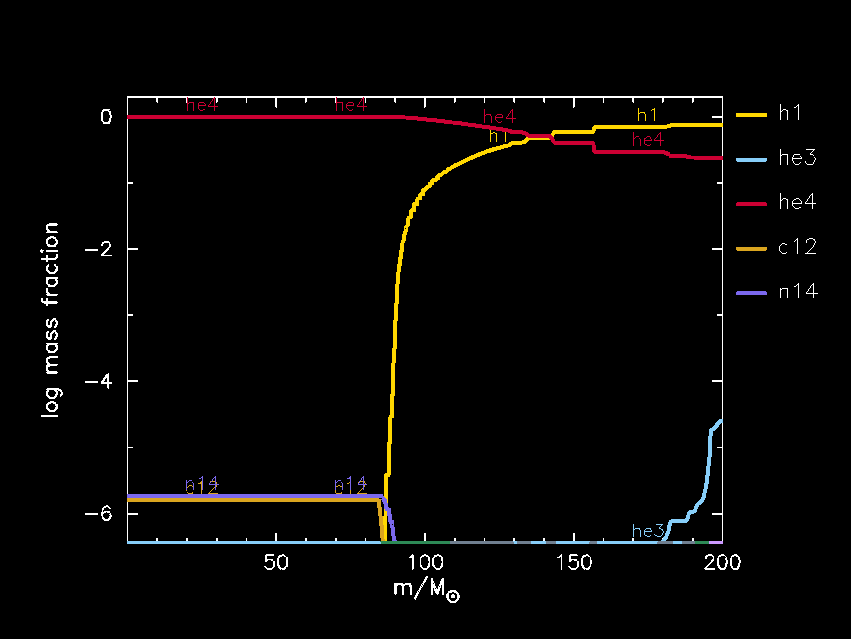 he4 he4
0 he4 h1 h1
h1 he4
he3
he4
-2 c12
n14
log mass fraction
-4
n14 n14
c12 c12
-6 he3
50 100 150 200
m/M⊙